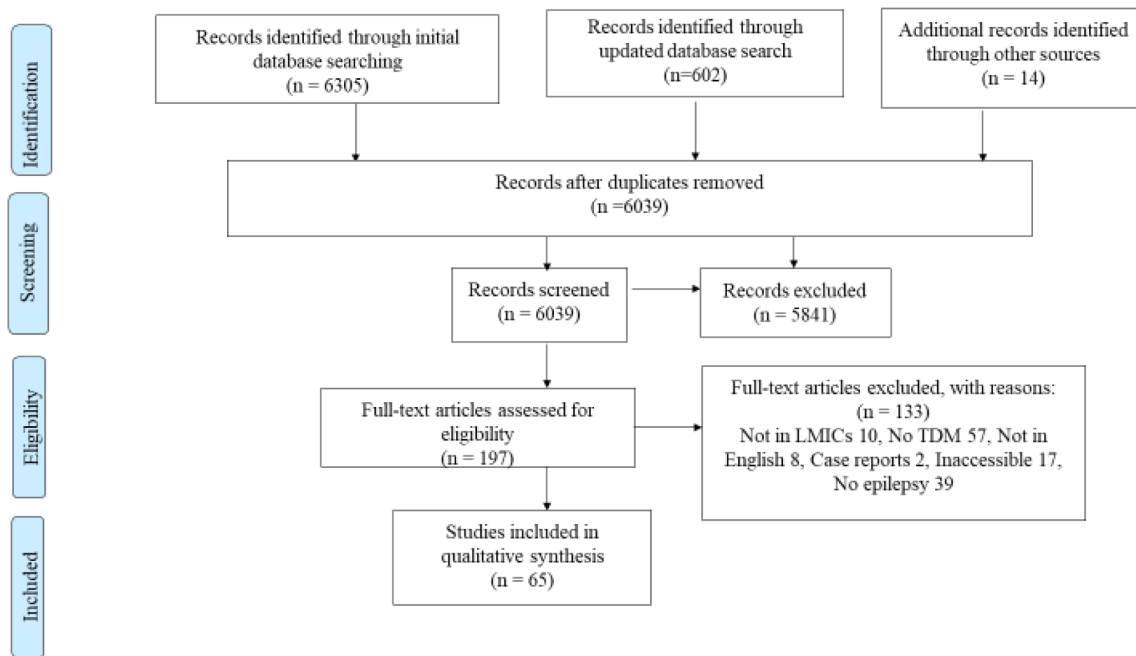 Identification
Records identified through initial
database searching
(n = 6305)
Records identified through
updated database search
(n=602)
Additional records identified
through other sources
(n = 14)
Records after duplicates removed
(n =6039)
Screening
Records screened
(n = 6039)
Records excluded
(n = 5841)
Eligibility
Full-text articles assessed for
eligibility
(n = 197)
Full-text articles excluded, with reasons:
(n = 133)
Not in LMICs 10, No TDM 57, Not in
English 8, Case reports 2, Inaccessible 17,
No epilepsy 39
Included
Studies included in
qualitative synthesis
(n = 65)